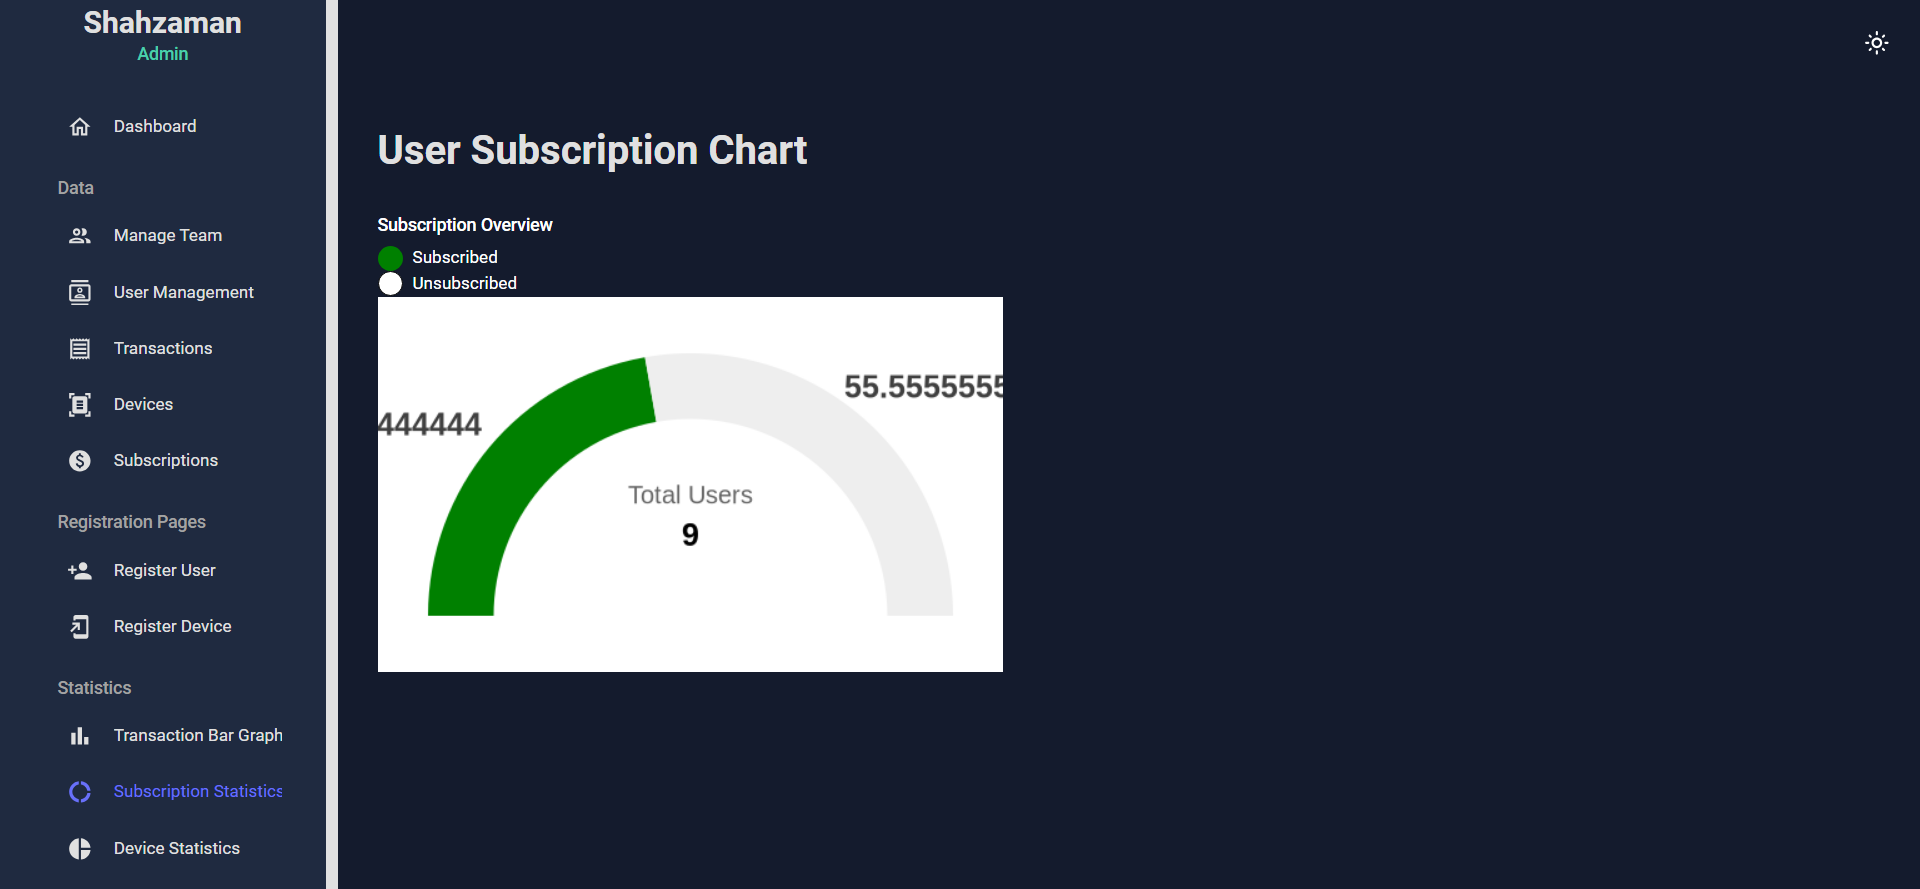 Shahzaman
Admin
Dashboard
Data
Manage Team
User Management
Transactions
Devices
Subscriptions
Registration Pages
Register User
Register Device
Statistics
Transaction Bar Graph
Subscription Statistics
Device Statistics
User Subscription Chart
Subscription Overview
Subscribed
Unsubscribed
55.5555555
444444
Total Users
9